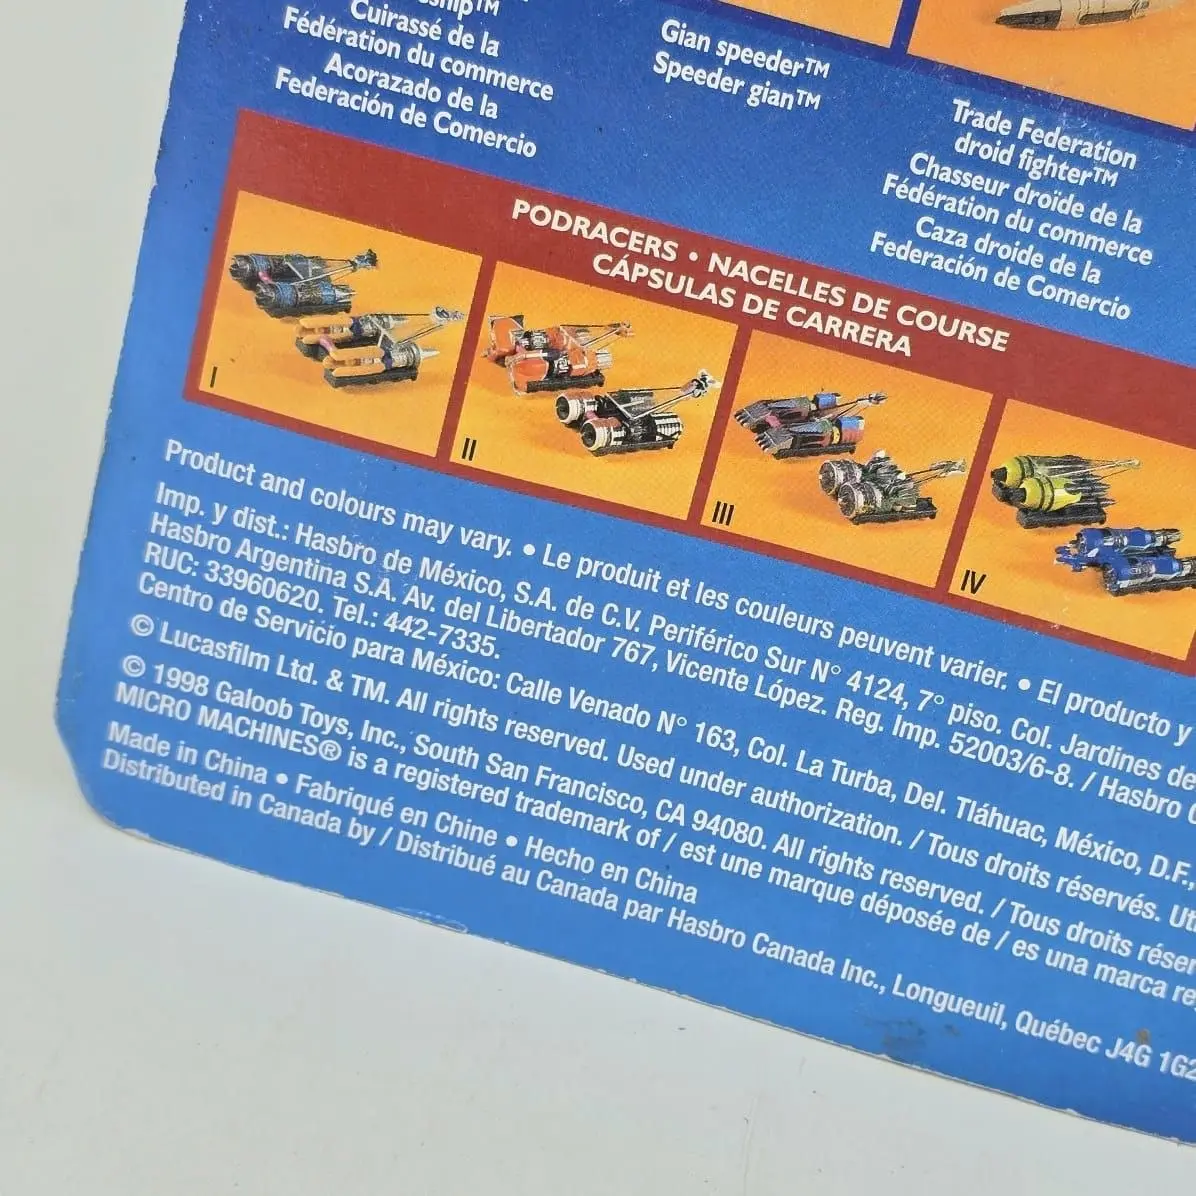 Cuirassé de la
Fédération du commerce
Acorazado de la
Federación de Comercio
Gian speeder™
Speeder gian™
Trade Federation
droid fighter™
Chasseur droïde de la
Fédération du commerce
Caza droide de la
Federación de Comercio
PODRACERS • NACELLES DE COURSE
CÁPSULAS DE CARRERA
I
II
III
IV
Product and colours may vary. • Le produit et les couleurs peuvent varier. • El producto y
Imp. y dist.: Hasbro de México, S.A. de C.V. Periférico Sur N° 4124, 7° piso. Col. Jardines de
Hasbro Argentina S.A. Av. del Libertador 767, Vicente López. Reg. Imp. 52003/6-8. / Hasbro
RUC: 33960620. Tel.: 442-7335.
Centro de Servicio para México: Calle Venado N° 163, Col. La Turba, Del. Tláhuac, México, D.F.,
© Lucasfilm Ltd. & TM. All rights reserved. Used under authorization. / Tous droits réservés.
© 1998 Galoob Toys, Inc., South San Francisco, CA 94080. All rights reserved. / Tous droits
MICRO MACHINES® is a registered trademark of / est une marque déposée de / es una marca
Made in China • Fabriqué en Chine • Hecho en China
Distributed in Canada by / Distribué au Canada par Hasbro Canada Inc., Longueuil, Québec J4G 1G2